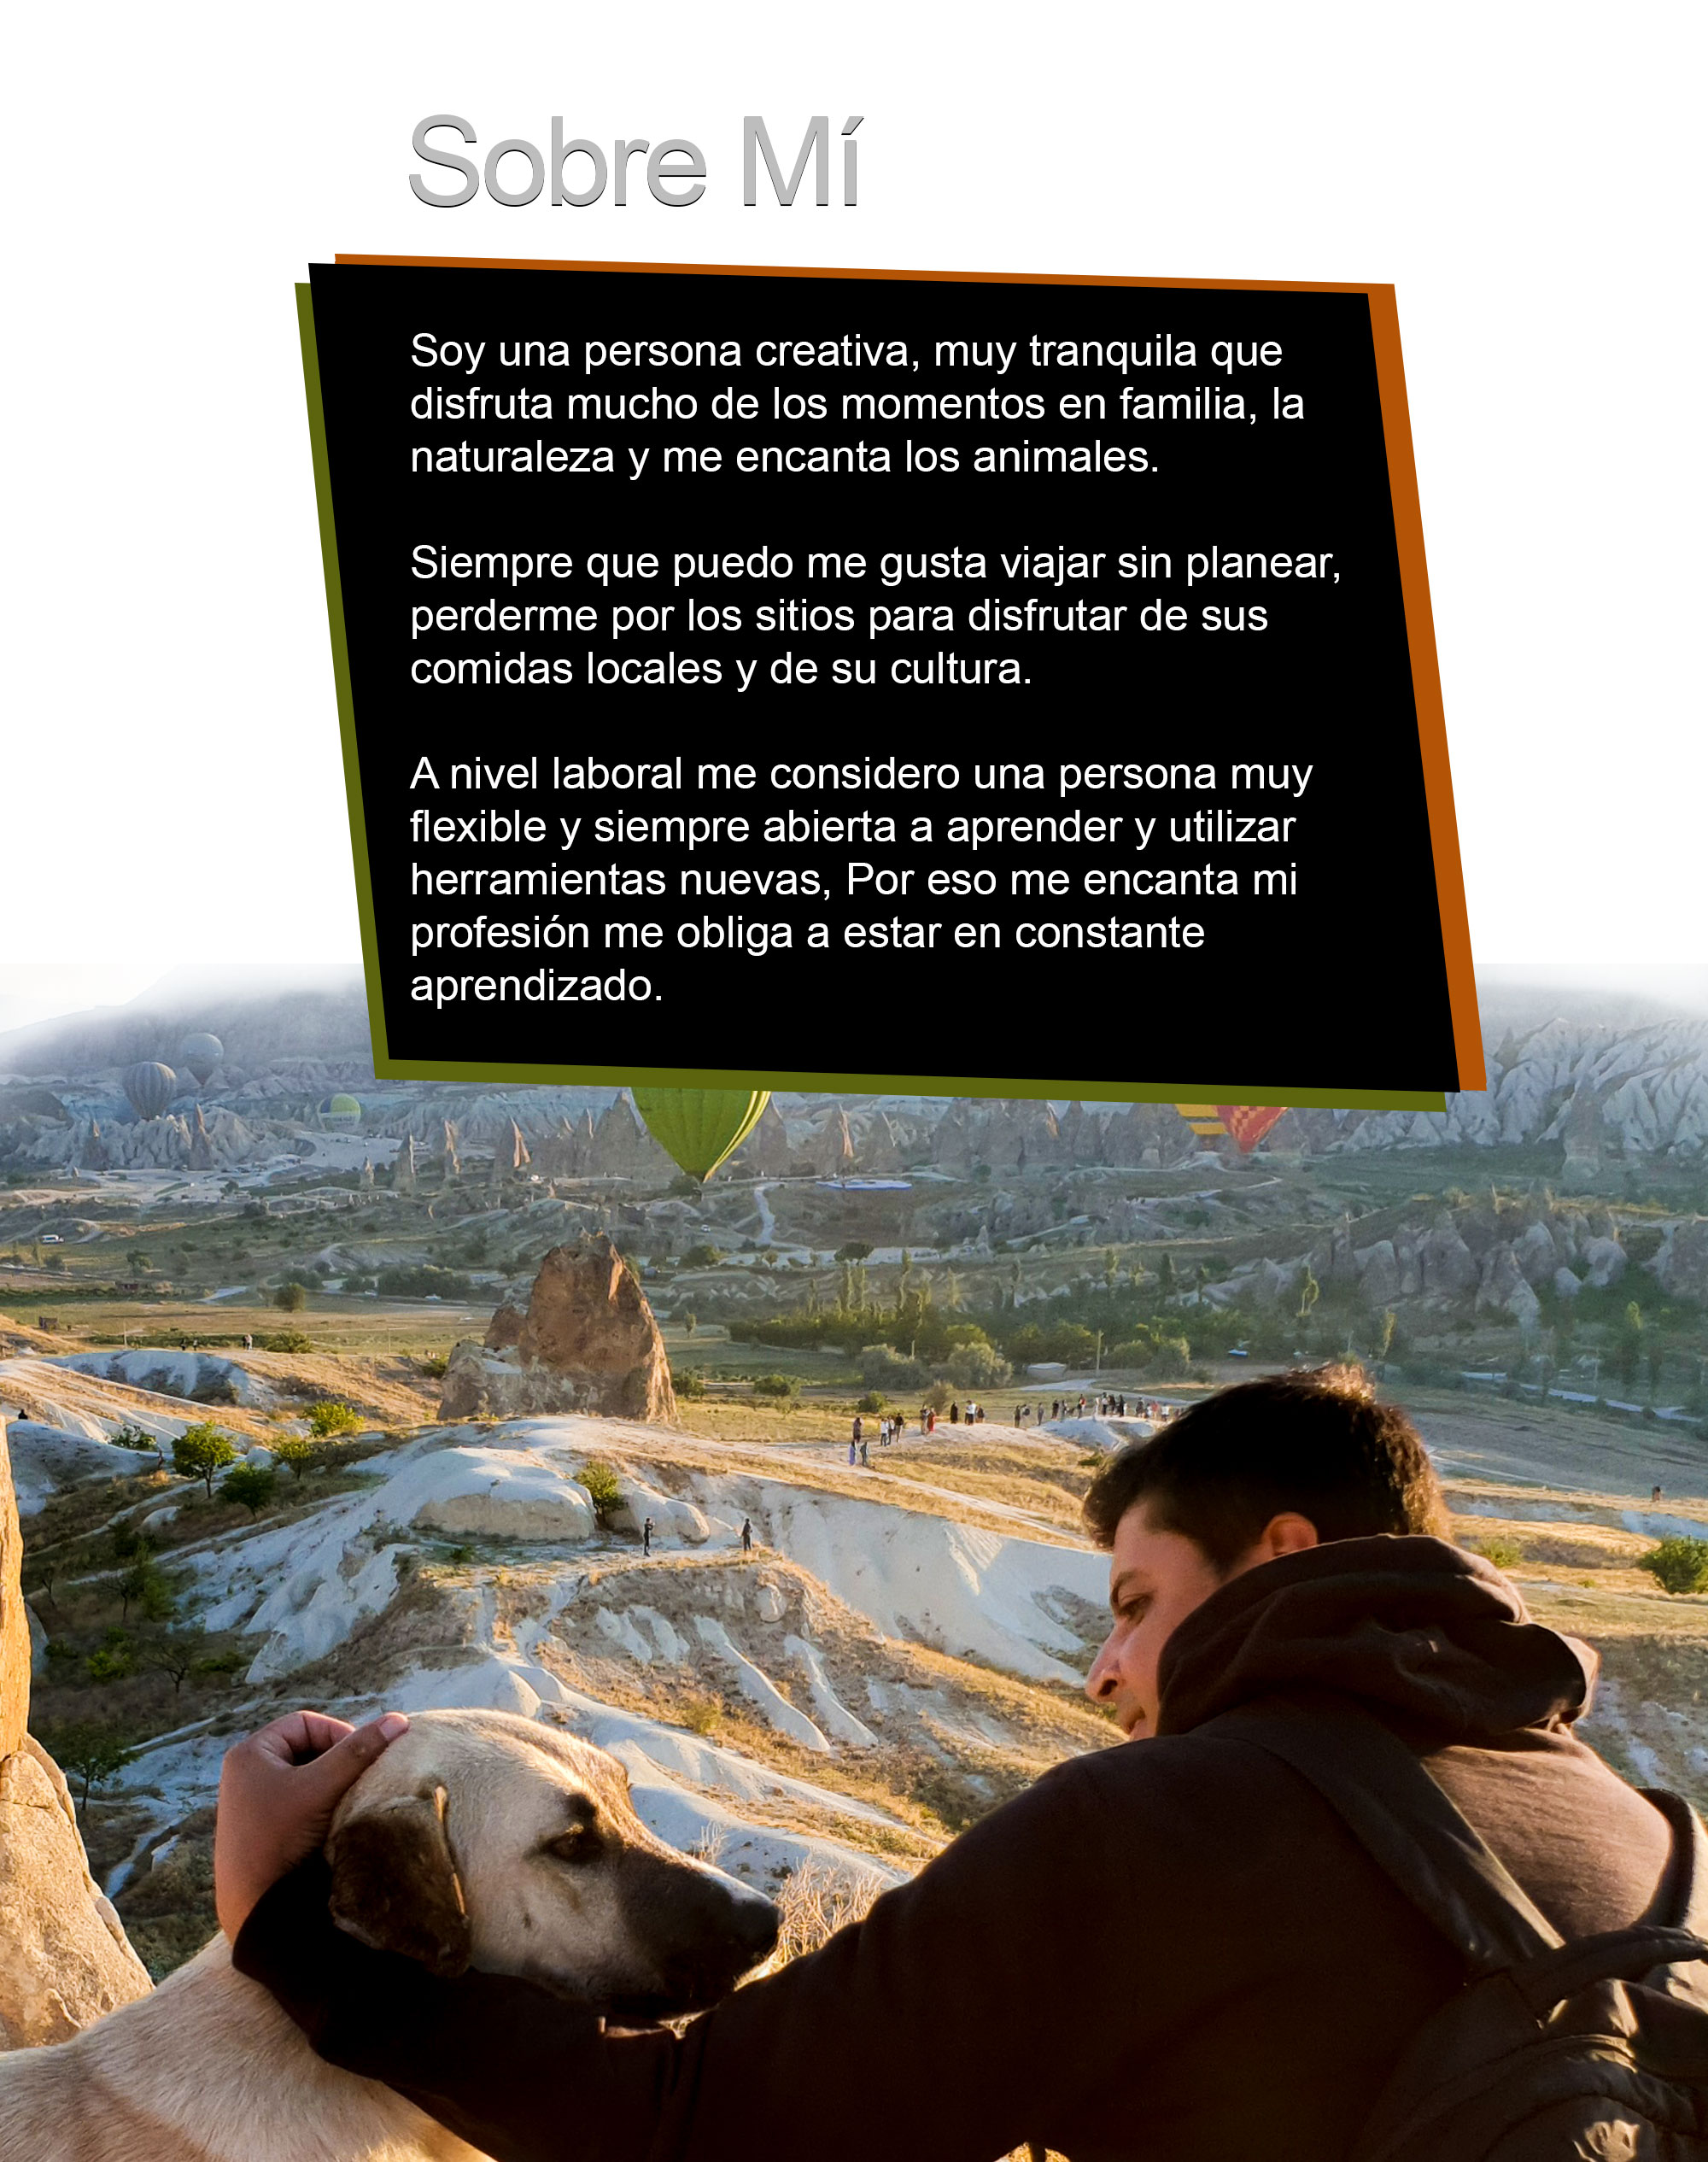 Sobre Mí
Soy una persona creativa, muy tranquila que
disfruta mucho de los momentos en familia, la
naturaleza y me encanta los animales.
Siempre que puedo me gusta viajar sin planear,
perderme por los sitios para disfrutar de sus
comidas locales y de su cultura.
A nivel laboral me considero una persona muy
flexible y siempre abierta a aprender y utilizar
herramientas nuevas, Por eso me encanta mi
profesión me obliga a estar en constante
aprendizado.